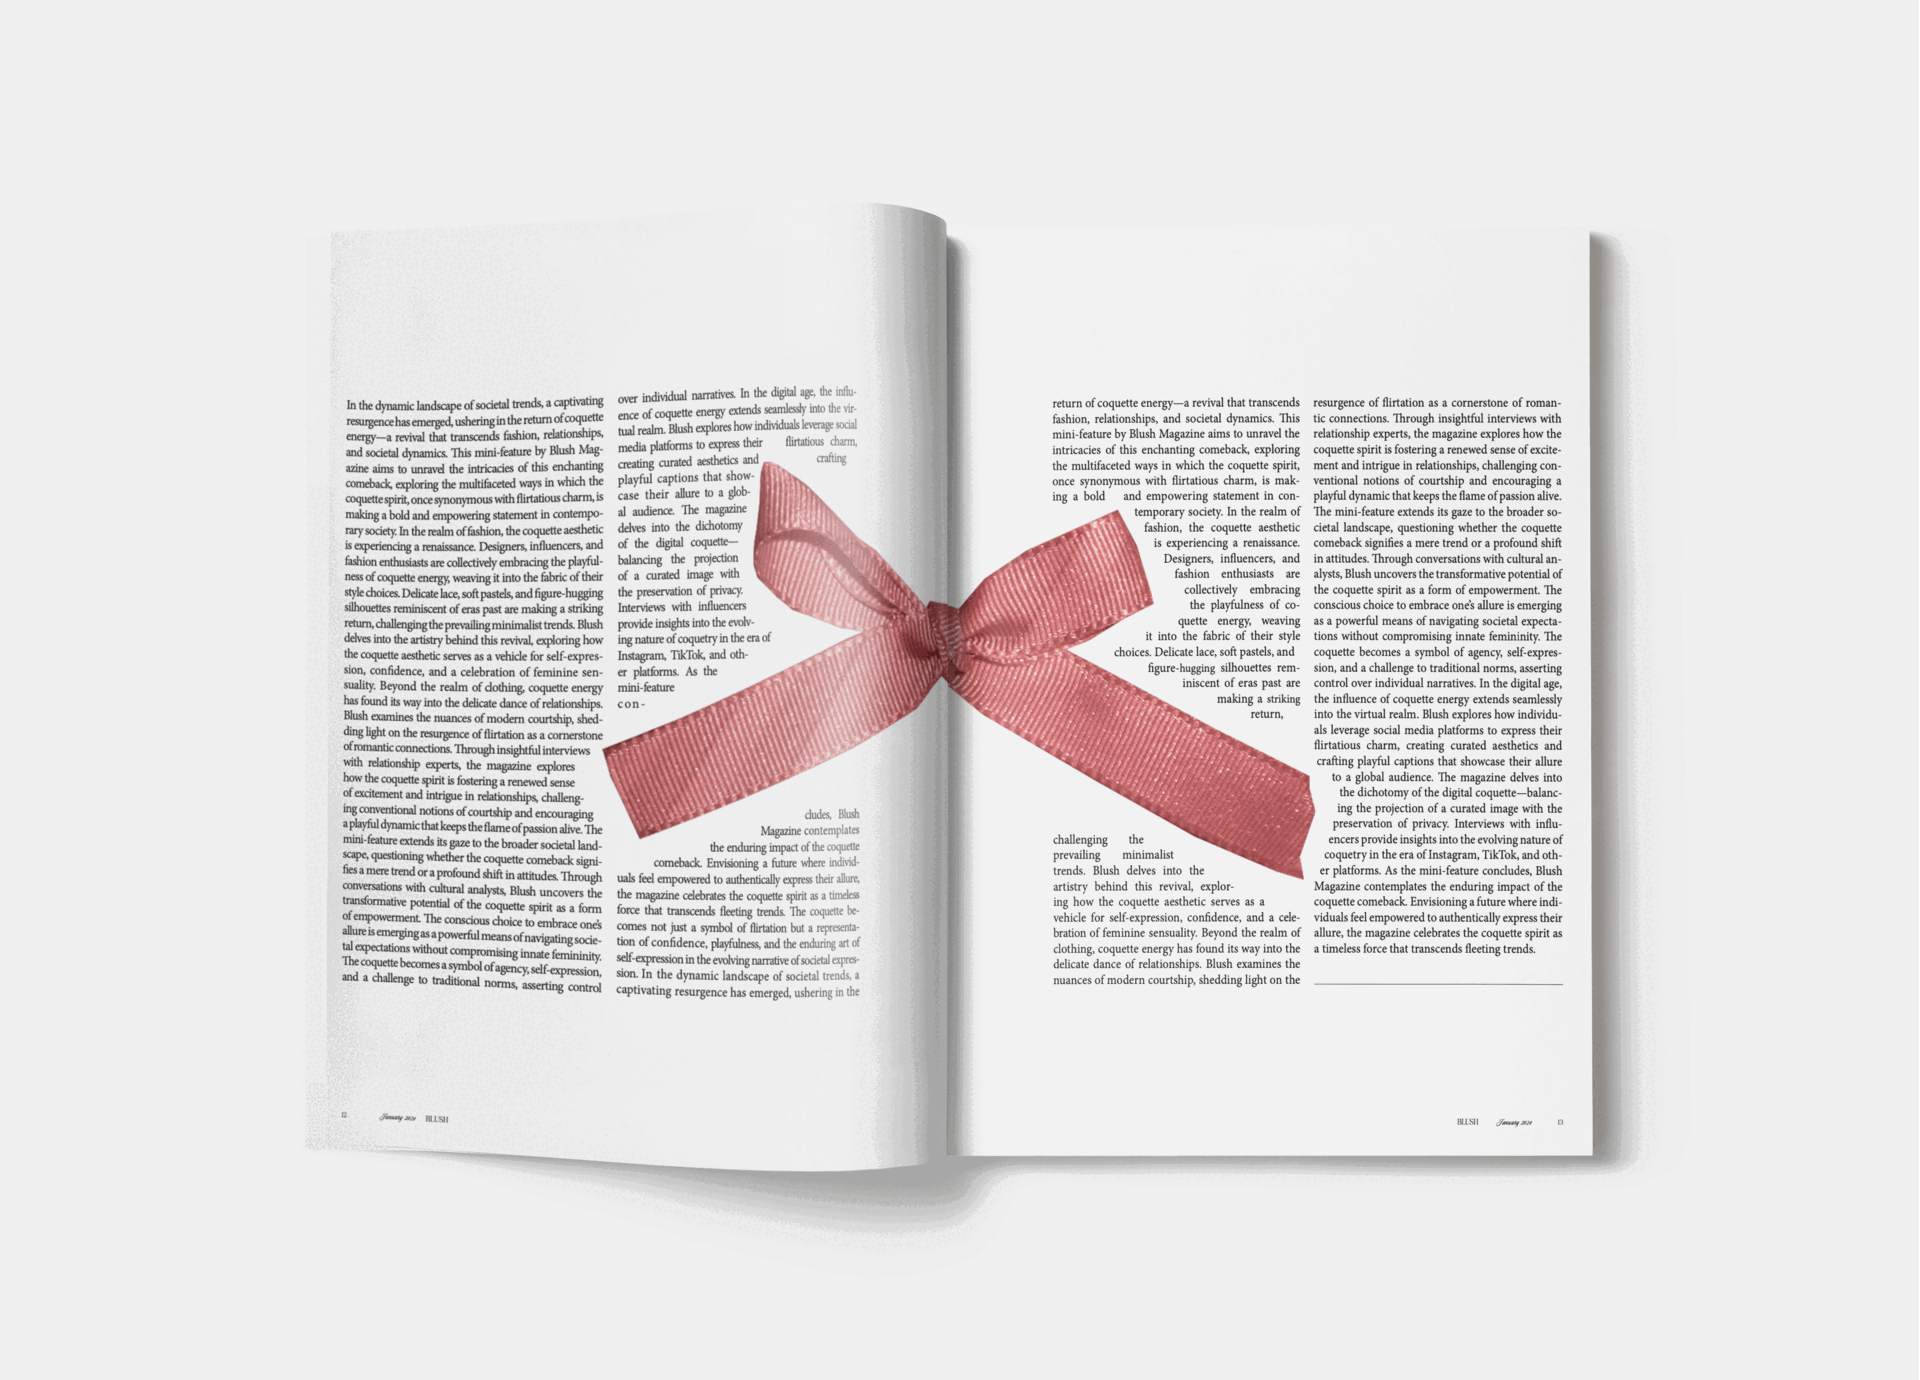 In the dynamic landscape of societal trends, a captivating
resurgence has emerged, ushering in the return of coquette
energy—a revival that transcends fashion, relationships,
and societal dynamics. This mini-feature by Blush Mag-
azine aims to unravel the intricacies of this enchanting
comeback, exploring the multifaceted ways in which the
coquette spirit, once synonymous with flirtatious charm, is
making a bold and empowering statement in contempo-
rary society. In the realm of fashion, the coquette aesthetic
is experiencing a renaissance. Designers, influencers, and
fashion enthusiasts are collectively embracing the playful-
ness of coquette energy, weaving it into the fabric of their
style choices. Delicate lace, soft pastels, and figure-hugging
silhouettes reminiscent of eras past are making a striking
return, challenging the prevailing minimalist trends. Blush
delves into the artistry behind this revival, exploring how
the coquette aesthetic serves as a vehicle for self-expres-
sion, confidence, and a celebration of feminine sen-
suality. Beyond the realm of clothing, coquette energy
has found its way into the delicate dance of relationships.
Blush examines the nuances of modern courtship, shed-
ding light on the resurgence of flirtation as a cornerstone
of romantic connections. Through insightful interviews
with relationship experts, the magazine explores
how the coquette spirit is fostering a renewed sense
of excitement and intrigue in relationships, challeng-
ing conventional notions of courtship and encouraging
a playful dynamic that keeps the flame of passion alive. The
mini-feature extends its gaze to the broader societal land-
scape, questioning whether the coquette comeback signi-
fies a mere trend or a profound shift in attitudes. Through
conversations with cultural analysts, Blush uncovers the
transformative potential of the coquette spirit as a form
of empowerment. The conscious choice to embrace one's
allure is emerging as a powerful means of navigating socie-
tal expectations without compromising innate femininity.
The coquette becomes a symbol of agency, self-expression,
and a challenge to traditional norms, asserting control
over individual narratives. In the digital age, the influ-
ence of coquette energy extends seamlessly into the vir-
tual realm. Blush explores how individuals leverage social
media platforms to express their flirtatious charm,
creating curated aesthetics and crafting
playful captions that show-
case their allure to a glob-
al audience. The magazine
delves into the dichotomy
of the digital coquette—
balancing the projection
of a curated image with
the preservation of privacy.
Interviews with influencers
provide insights into the evolv-
ing nature of coquetry in the era of
Instagram, TikTok, and oth-
er platforms. As the
mini-feature
con-
cludes, Blush
Magazine contemplates
the enduring impact of the coquette
comeback. Envisioning a future where individ-
uals feel empowered to authentically express their allure,
the magazine celebrates the coquette spirit as a timeless
force that transcends fleeting trends. The coquette be-
comes not just a symbol of flirtation but a representa-
tion of confidence, playfulness, and the enduring art of
self-expression in the evolving narrative of societal expres-
sion. In the dynamic landscape of societal trends, a
captivating resurgence has emerged, ushering in the
12 January 2024 BLUSH
return of coquette energy—a revival that transcends
fashion, relationships, and societal dynamics. This
mini-feature by Blush Magazine aims to unravel the
intricacies of this enchanting comeback, exploring
the multifaceted ways in which the coquette spirit,
once synonymous with flirtatious charm, is mak-
ing a bold and empowering statement in con-
temporary society. In the realm of
fashion, the coquette aesthetic
is experiencing a renaissance.
Designers, influencers, and
fashion enthusiasts are
collectively embracing
the playfulness of co-
quette energy, weaving
it into the fabric of their style
choices. Delicate lace, soft pastels, and
figure-hugging silhouettes rem-
iniscent of eras past are
making a striking
return,
challenging the
prevailing minimalist
trends. Blush delves into the
artistry behind this revival, explor-
ing how the coquette aesthetic serves as a
vehicle for self-expression, confidence, and a cele-
bration of feminine sensuality. Beyond the realm of
clothing, coquette energy has found its way into the
delicate dance of relationships. Blush examines the
nuances of modern courtship, shedding light on the
resurgence of flirtation as a cornerstone of roman-
tic connections. Through insightful interviews with
relationship experts, the magazine explores how the
coquette spirit is fostering a renewed sense of excite-
ment and intrigue in relationships, challenging con-
ventional notions of courtship and encouraging a
playful dynamic that keeps the flame of passion alive.
The mini-feature extends its gaze to the broader so-
cietal landscape, questioning whether the coquette
comeback signifies a mere trend or a profound shift
in attitudes. Through conversations with cultural an-
alysts, Blush uncovers the transformative potential of
the coquette spirit as a form of empowerment. The
conscious choice to embrace one's allure is emerging
as a powerful means of navigating societal expecta-
tions without compromising innate femininity. The
coquette becomes a symbol of agency, self-expres-
sion, and a challenge to traditional norms, asserting
control over individual narratives. In the digital age,
the influence of coquette energy extends seamlessly
into the virtual realm. Blush explores how individu-
als leverage social media platforms to express their
flirtatious charm, creating curated aesthetics and
crafting playful captions that showcase their allure
to a global audience. The magazine delves into
the dichotomy of the digital coquette—balanc-
ing the projection of a curated image with the
preservation of privacy. Interviews with influ-
encers provide insights into the evolving nature of
coquetry in the era of Instagram, TikTok, and oth-
er platforms. As the mini-feature concludes, Blush
Magazine contemplates the enduring impact of the
coquette comeback. Envisioning a future where indi-
viduals feel empowered to authentically express their
allure, the magazine celebrates the coquette spirit as
a timeless force that transcends fleeting trends.
BLUSH January 2024 13